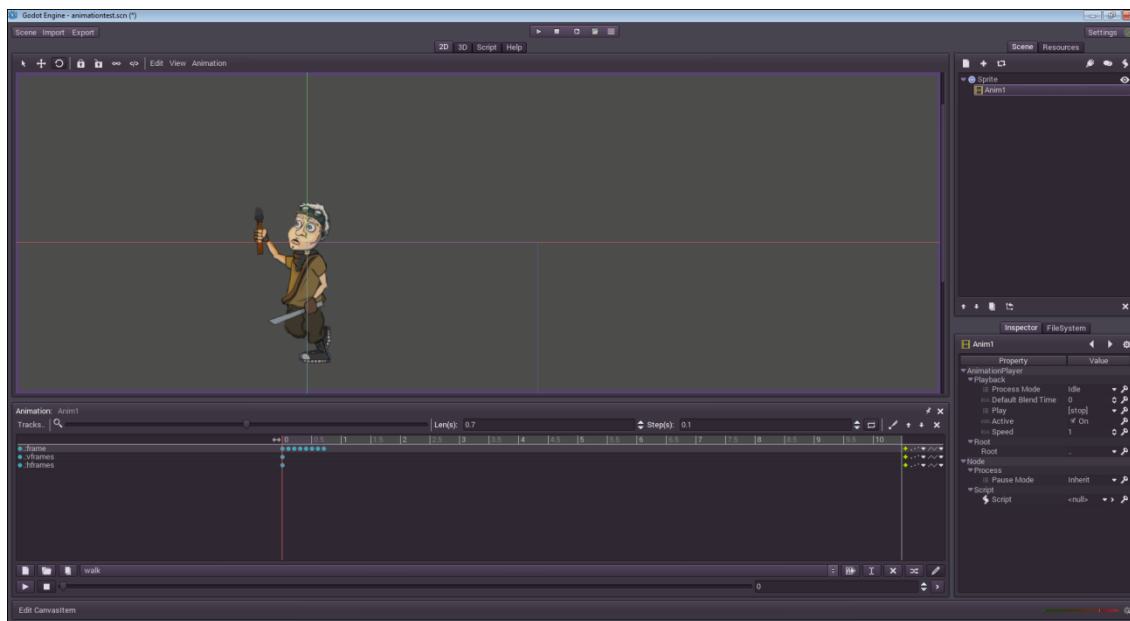 Godot Engine - animationtest.scn (*)
Scene Import Export
Settings
2D 3D Script Help
Scene Resources
Edit View Animation
Sprite
Anim1
Inspector FileSystem
Anim1
Property Value
AnimationPlayer
Playback
Process Mode Idle
Default Blend Time 0
Play [stop]
Active On
Speed 1
Root
Root .
Node
Process
Pause Mode Inherit
Script
Script <null>
Animation: Anim1
Tracks.. Len(s): 0.7 Step(s): 0.1
0 0.5 1 1.5 2 2.5 3 3.5 4 4.5 5 5.5 6 6.5 7 7.5 8 8.5 9 9.5 10
.:frame
.:vframes
.:hframes
walk
0
Edit CanvasItem